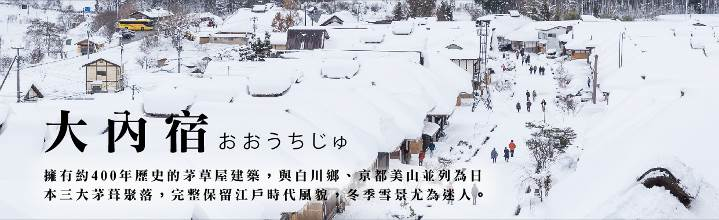 大內宿 おおうちじゅ
擁有約400年歷史的茅草屋建築，與白川鄉、京都美山並列為日
本三大茅葺聚落，完整保留江戶時代風貌，冬季雪景尤為迷人。